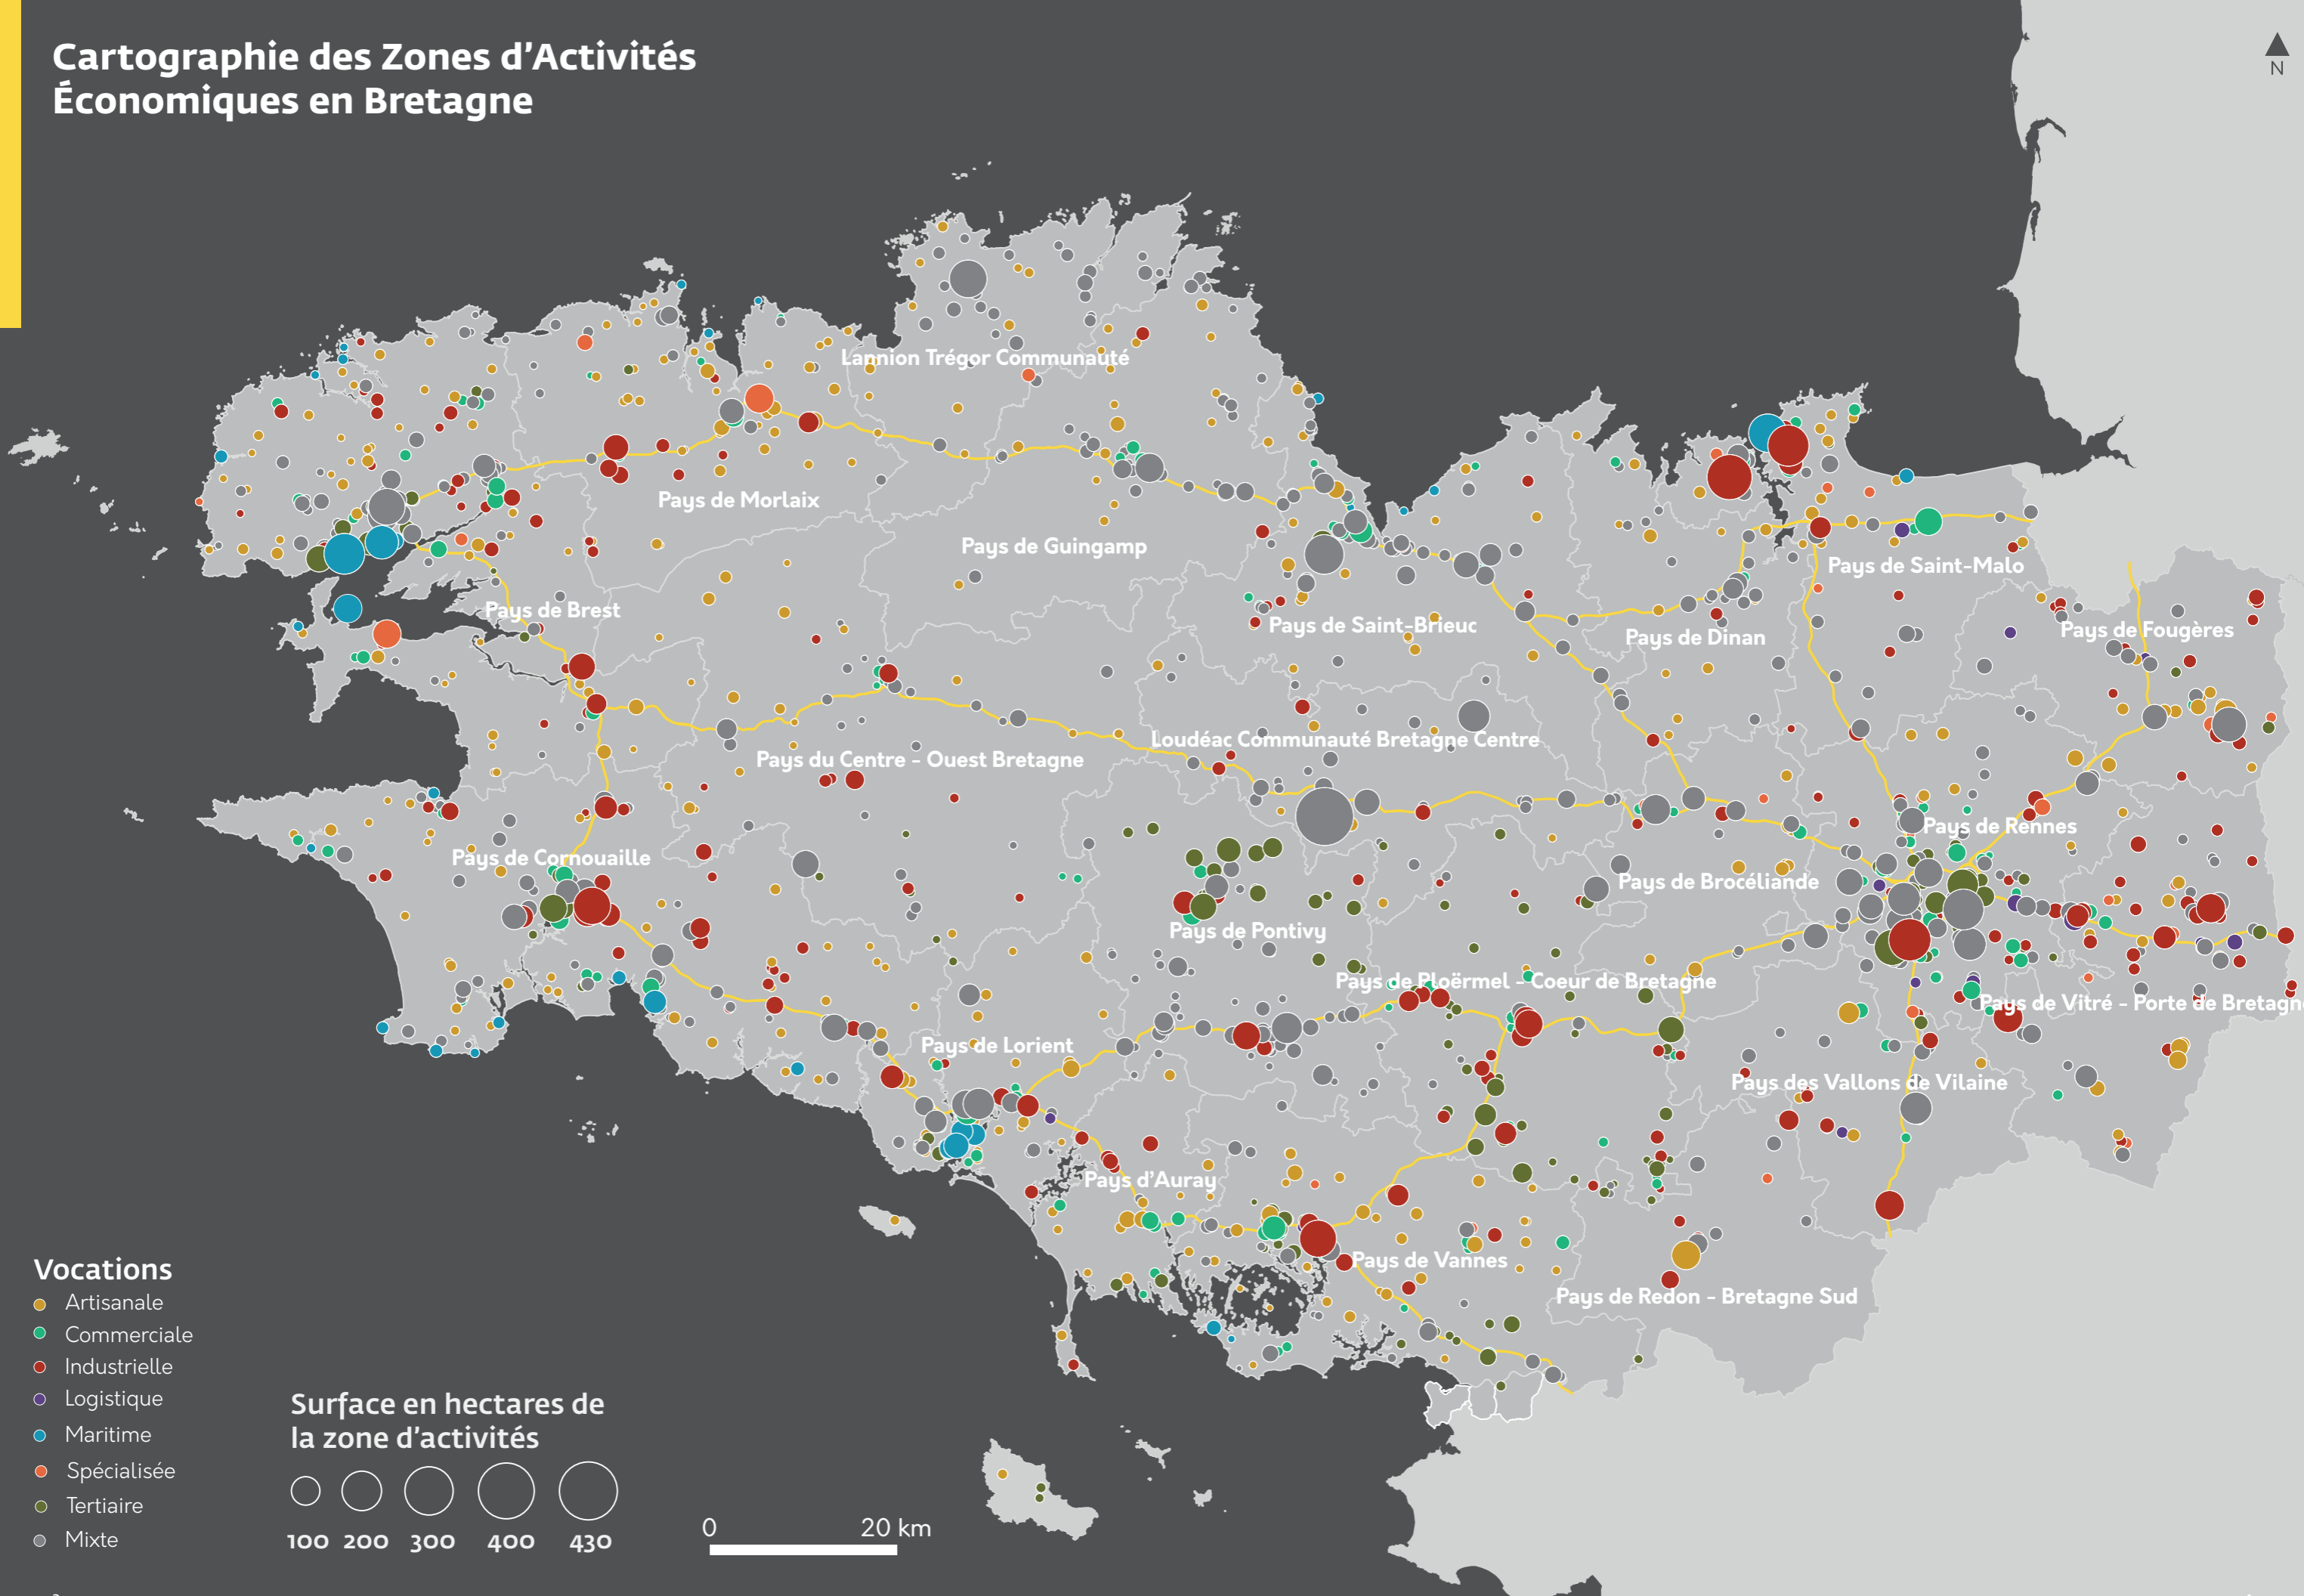 Cartographie des Zones d'Activités
Économiques en Bretagne
N
Lannion Trégor Communauté
Pays de Morlaix
Pays de Guingamp
Pays de Saint-Malo
Pays de Brest
Pays de Saint-Brieuc
Pays de Dinan
Pays de Fougères
Loudéac Communauté Bretagne Centre
Pays du Centre - Ouest Bretagne
Pays de Rennes
Pays de Cornouaille
Pays de Brocéliande
Pays de Pontivy
Pays de Ploërmel - Coeur de Bretagne
Pays de Vitré - Porte de Bretagn
Pays de Lorient
Pays des Vallons de Vilaine
Pays d'Auray
Pays de Vannes
Pays de Redon - Bretagne Sud
Vocations
Artisanale
Commerciale
Industrielle
Logistique
Maritime
Spécialisée
Tertiaire
Mixte
Surface en hectares de
la zone d'activités
100 200 300 400 430
0 20 km